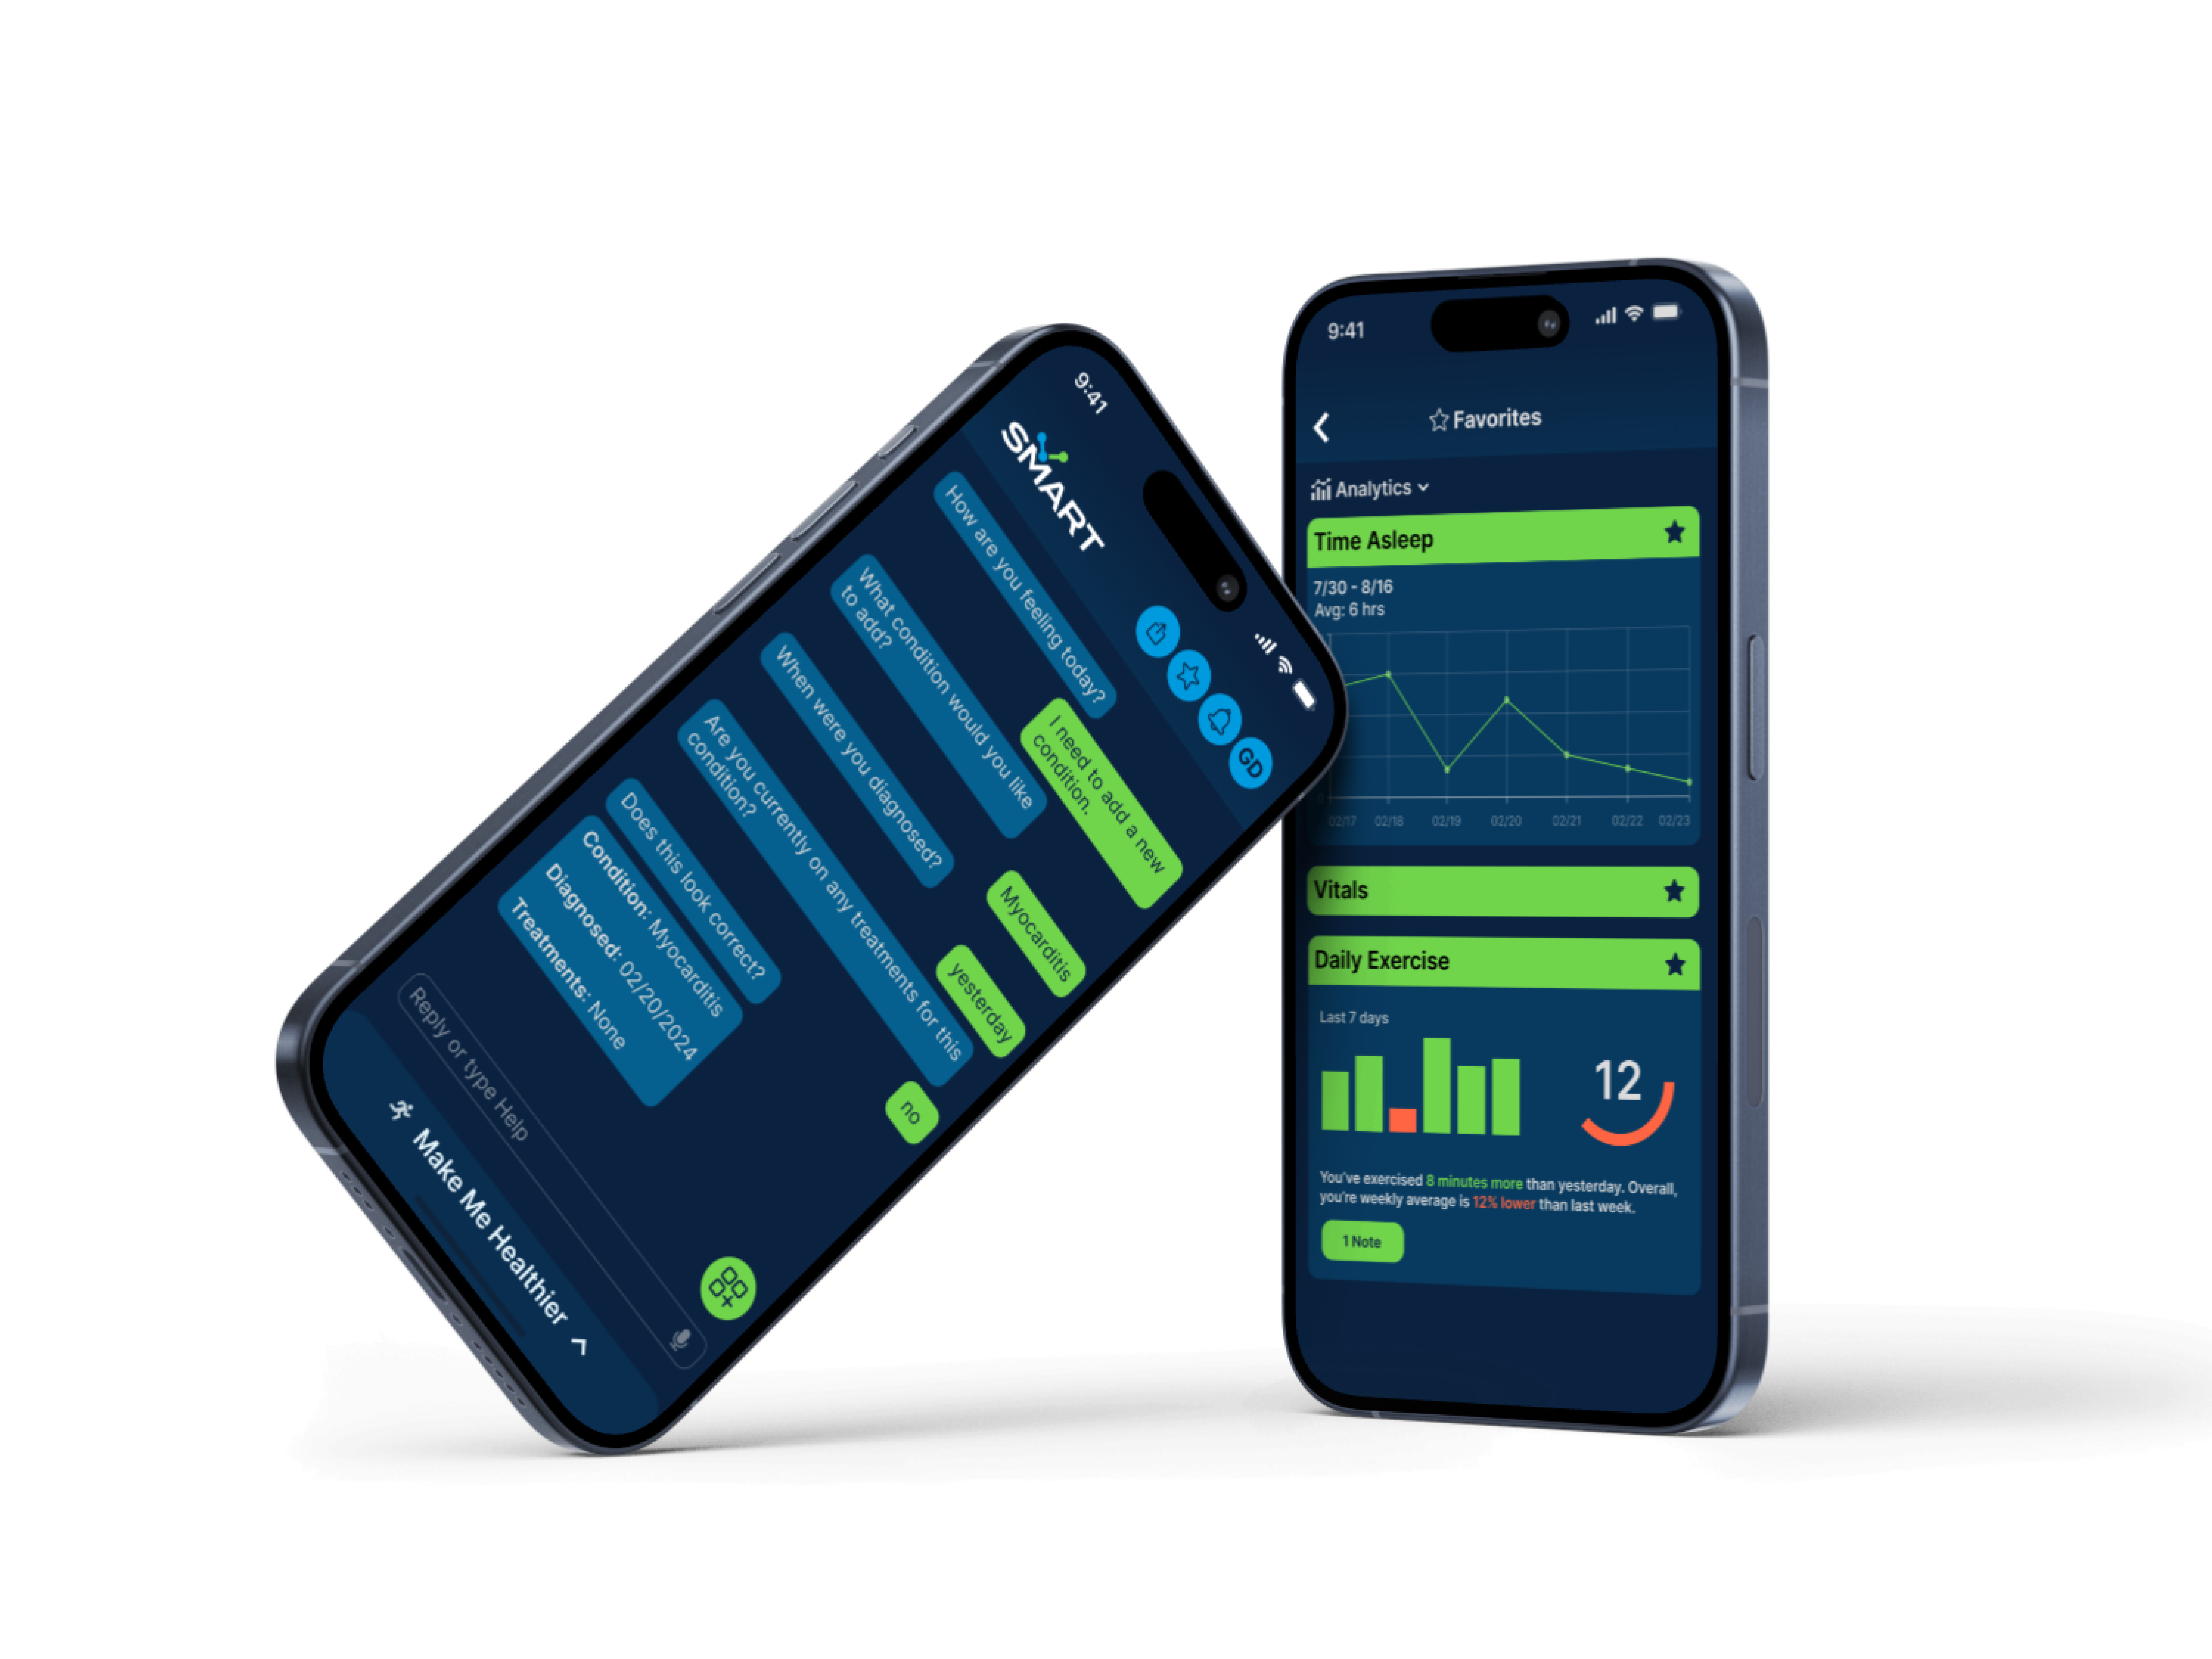 9:41
SMART
GD
How are you feeling today?
I need to add a new
condition.
What condition would you like
to add?
Myocarditis
When were you diagnosed?
yesterday
Are you currently on any treatments for this
condition?
no
Does this look correct?
Condition: Myocarditis
Diagnosed: 02/20/2024
Treatments: None
Reply or type Help
Make Me Healthier
9:41
Favorites
Analytics
Time Asleep
7/30 - 8/16
Avg: 6 hrs
02/17 02/18 02/19 02/20 02/21 02/22 02/23
Vitals
Daily Exercise
Last 7 days
12
You've exercised 8 minutes more than yesterday. Overall,
you're weekly average is 12% lower than last week.
1 Note